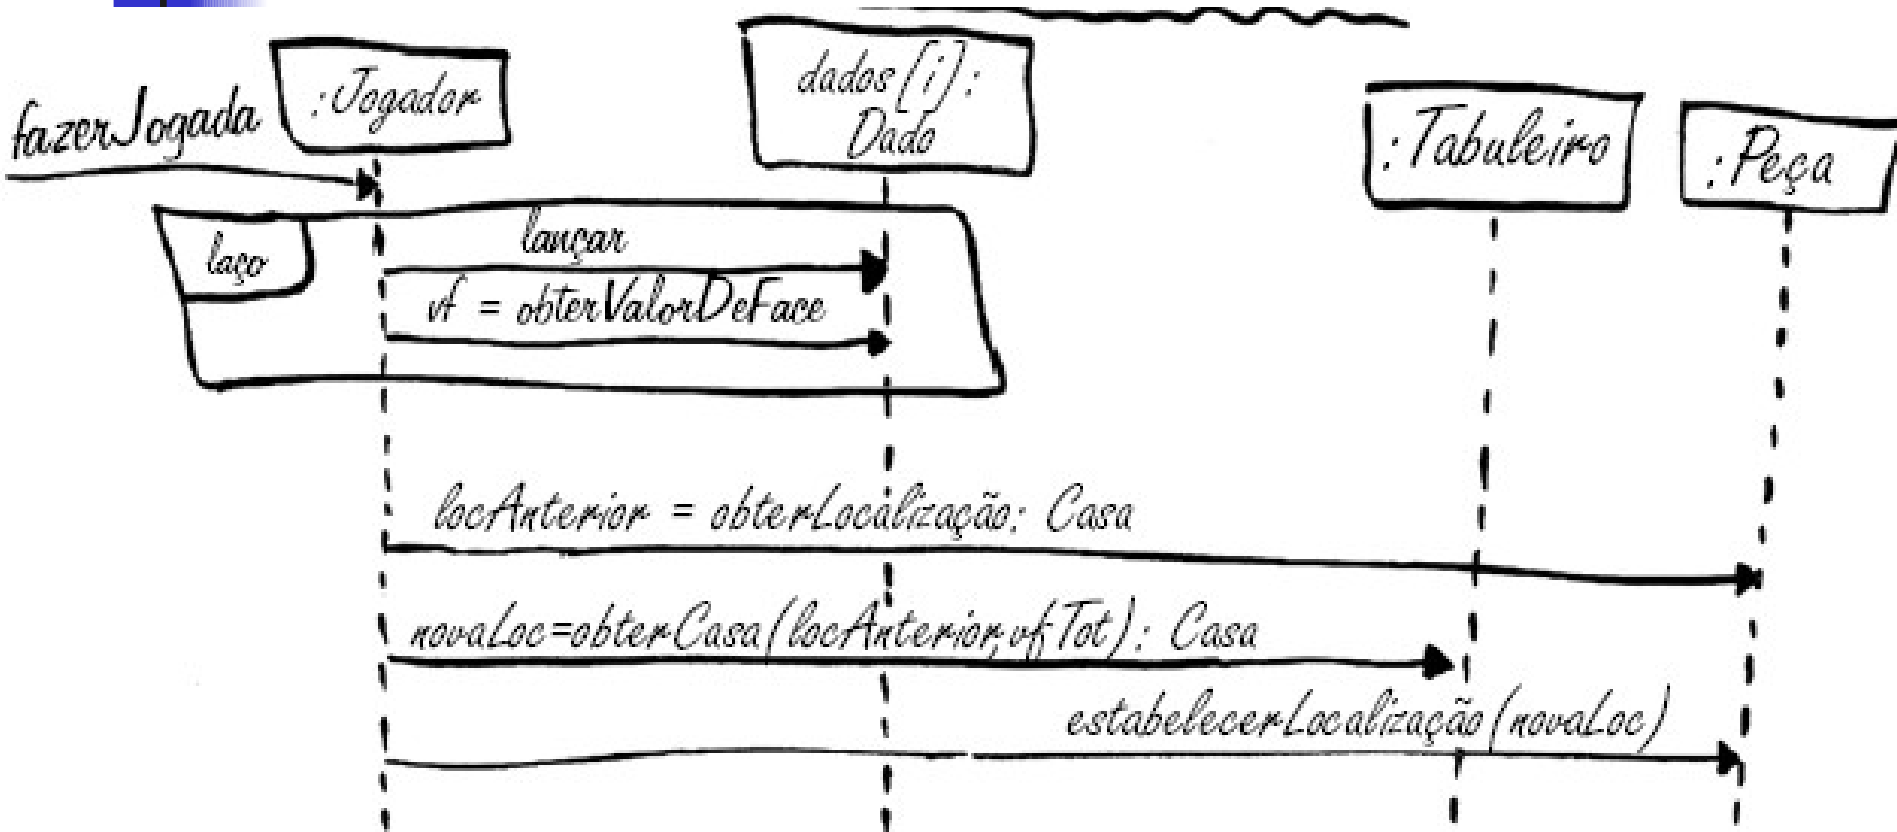 :Jogador
dados[i]:
Dado
fazerJogada
:Tabuleiro
:Peça
laço
lançar
vf = obterValorDeFace
locAnterior = obterLocalização: Casa
novaLoc=obterCasa(locAnterior,vfTot): Casa
estabelecerLocalização(novaLoc)